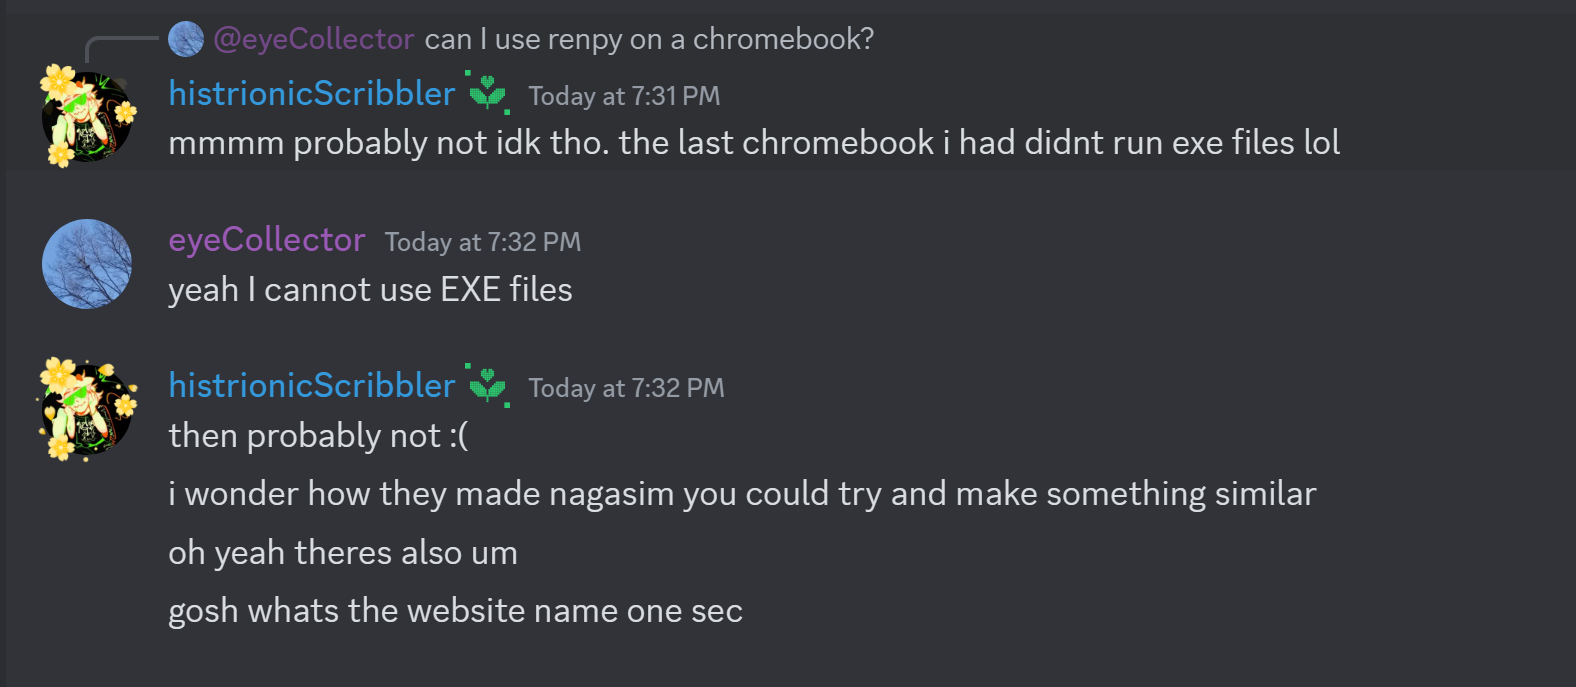 @eyeCollector can I use renpy on a chromebook?
histrionicScribbler Today at 7:31 PM
mmmm probably not idk tho. the last chromebook i had didnt run exe files lol
eyeCollector Today at 7:32 PM
yeah I cannot use EXE files
histrionicScribbler Today at 7:32 PM
then probably not :(
i wonder how they made nagasim you could try and make something similar
oh yeah theres also um
gosh whats the website name one sec